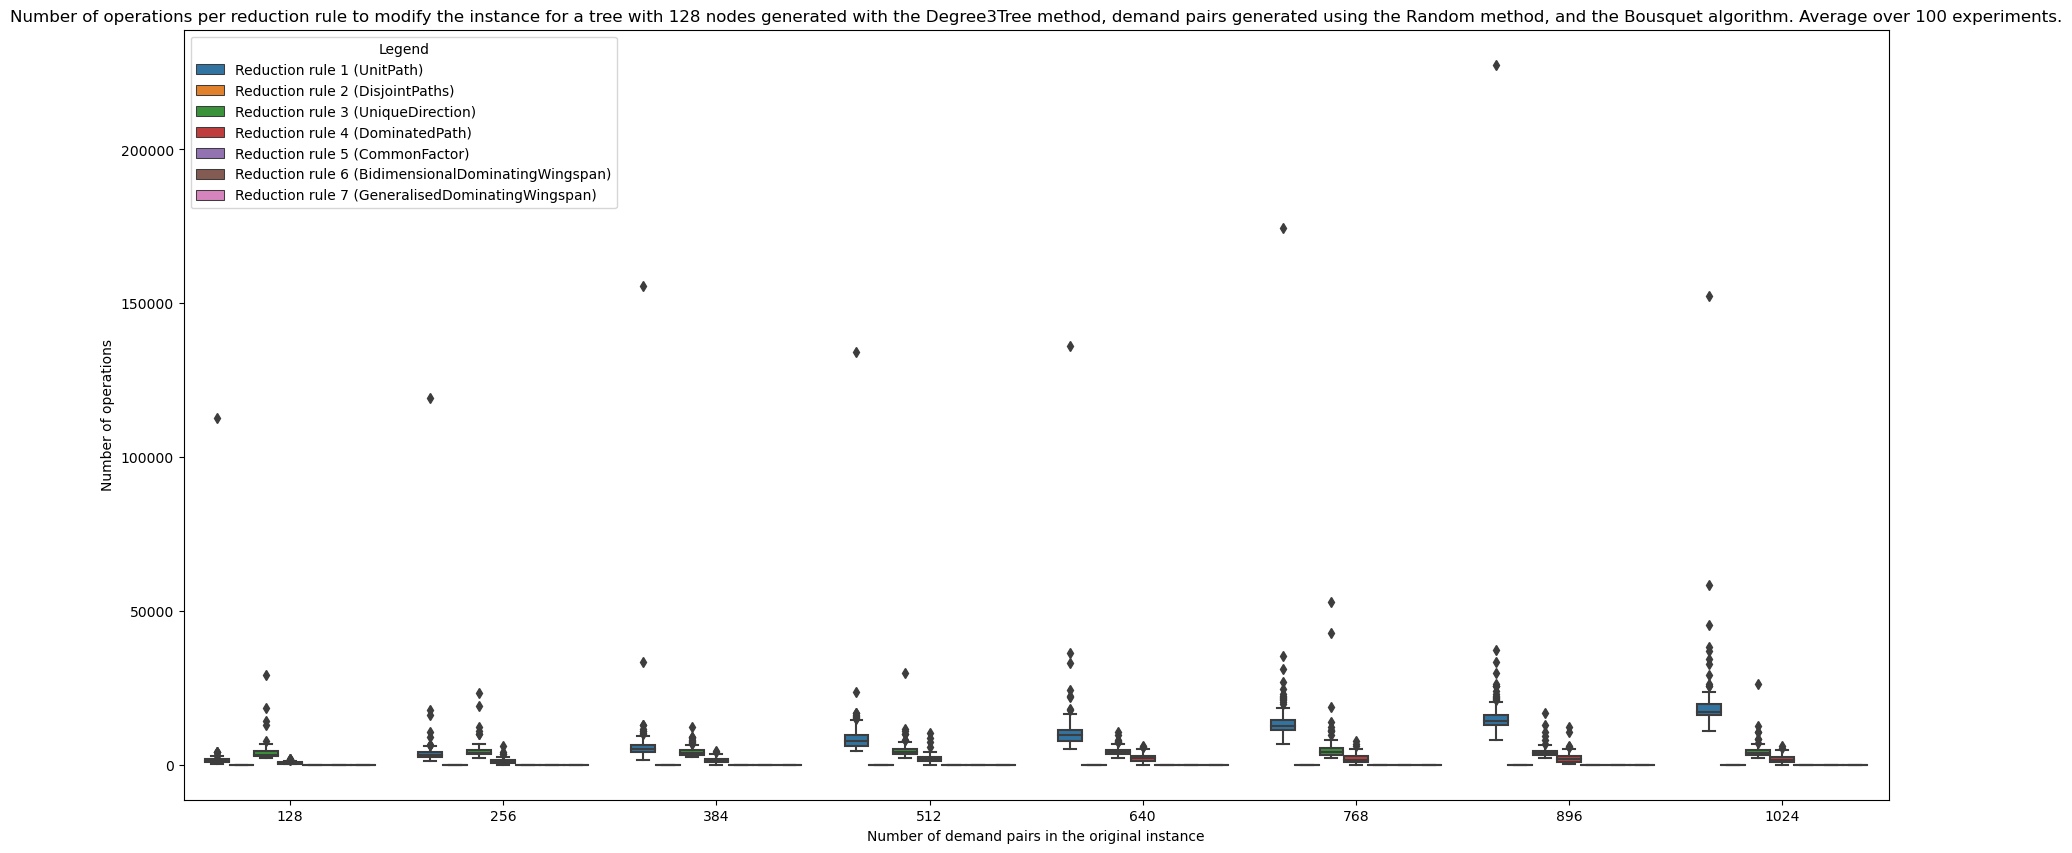 Number of operations per reduction rule to modify the instance for a tree with 128 nodes generated with the Degree3Tree method, demand pairs generated using the Random method, and the Bousquet algorithm. Average over 100 experiments.
Legend
Reduction rule 1 (UnitPath)
Reduction rule 2 (DisjointPaths)
Reduction rule 3 (UniqueDirection)
Reduction rule 4 (DominatedPath)
Reduction rule 5 (CommonFactor)
Reduction rule 6 (BidimensionalDominatingWingspan)
Reduction rule 7 (GeneralisedDominatingWingspan)
Number of operations
200000
150000
100000
50000
0
128 256 384 512 640 768 896 1024
Number of demand pairs in the original instance